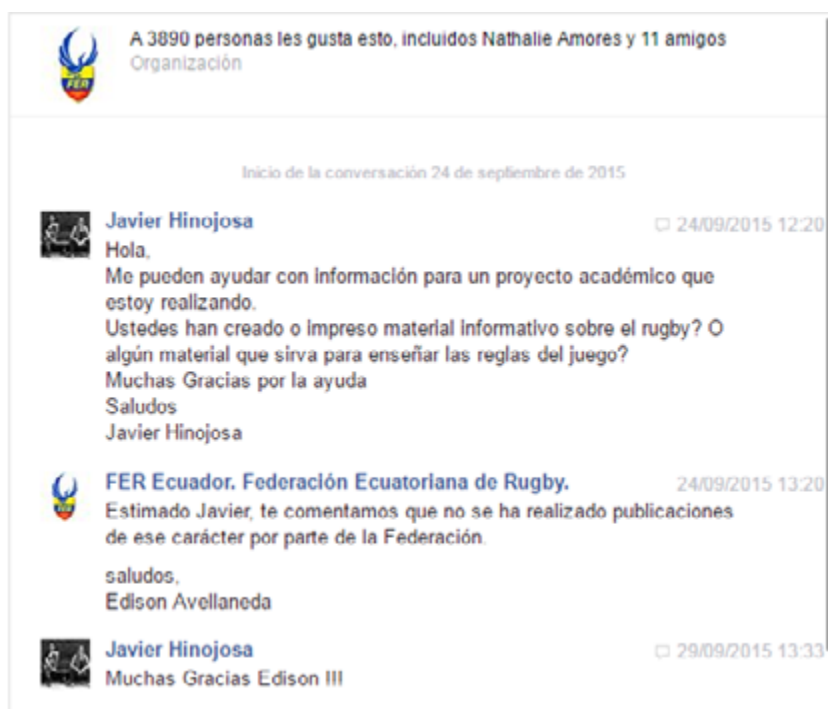 A 3890 personas les gusta esto, incluidos Nathalie Amores y 11 amigos
Organización
FER
Inicio de la conversación 24 de septiembre de 2015
Javier Hinojosa 24/09/2015 12:20
Hola,
Me pueden ayudar con información para un proyecto académico que
estoy realizando.
Ustedes han creado o impreso material informativo sobre el rugby? O
algún material que sirva para enseñar las reglas del juego?
Muchas Gracias por la ayuda
Saludos
Javier Hinojosa
FER Ecuador. Federación Ecuatoriana de Rugby. 24/09/2015 13:20
Estimado Javier, te comentamos que no se ha realizado publicaciones
de ese carácter por parte de la Federación.
saludos,
Edison Avellaneda
Javier Hinojosa 29/09/2015 13:33
Muchas Gracias Edison !!!